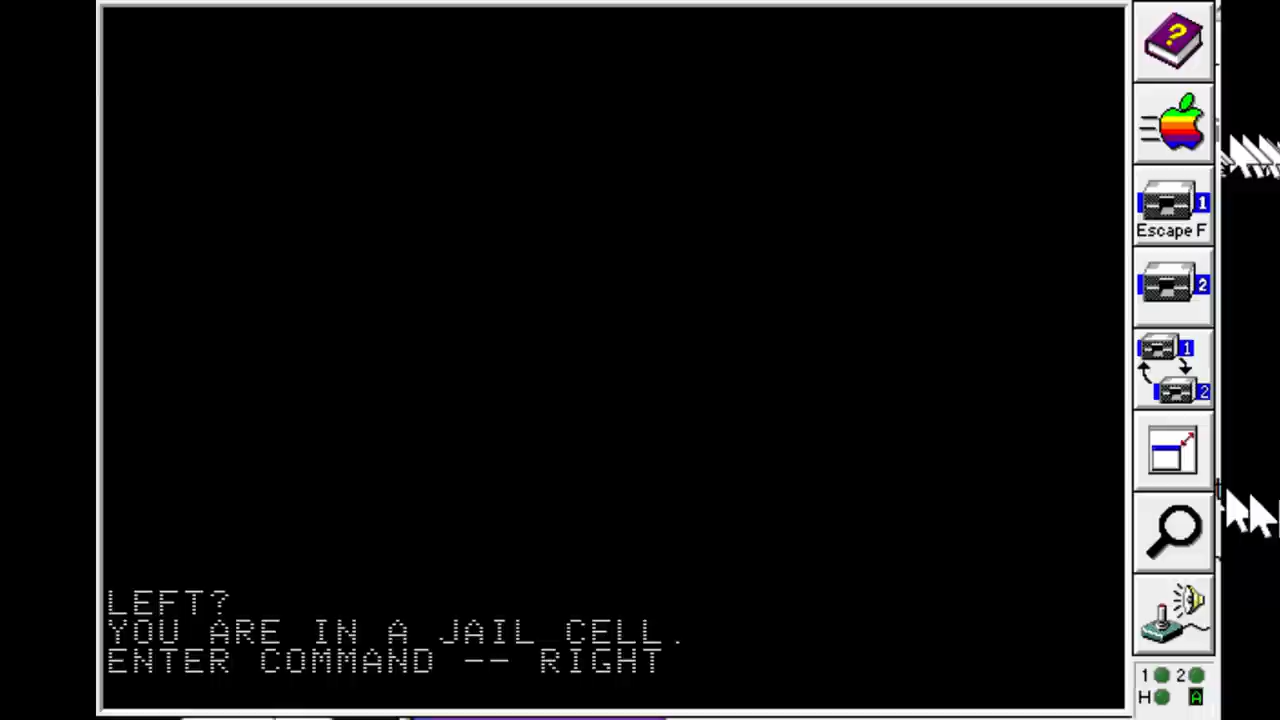 LEFT?
YOU ARE IN A JAIL CELL.
ENTER COMMAND -- RIGHT
?
1
Escape F
2
1
2
1 2
H A